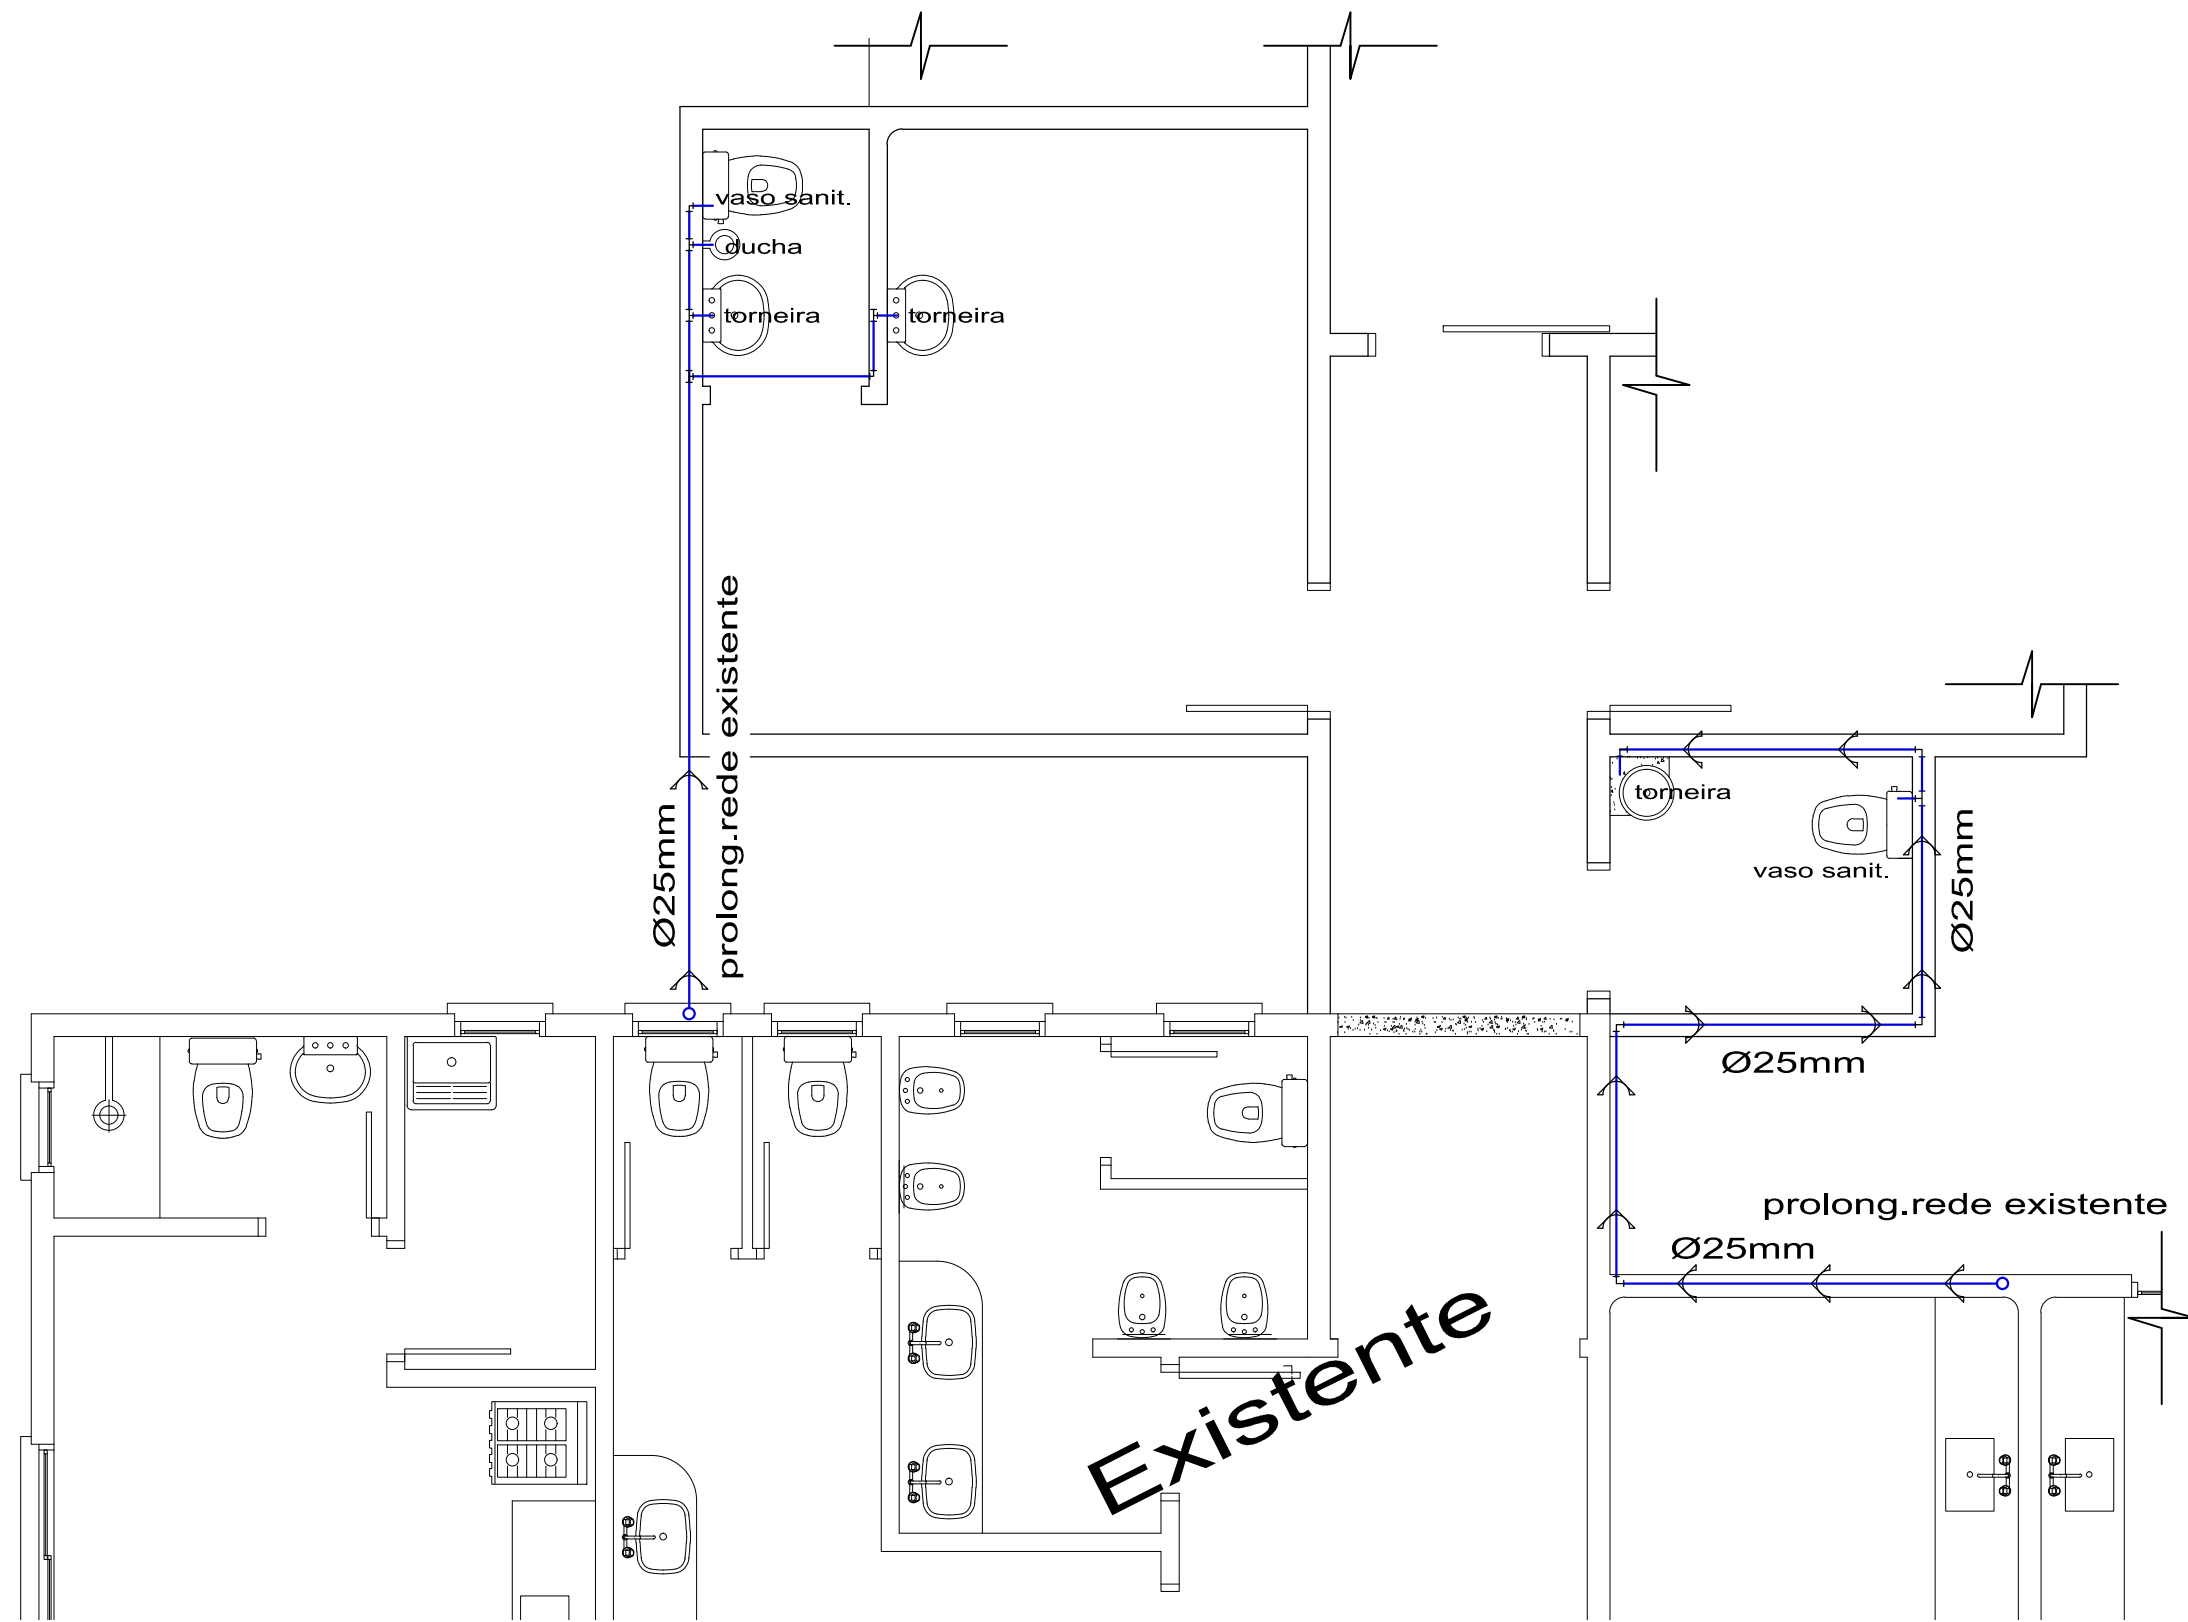 vaso sanit.
ducha
torneira
torneira
prolong.rede existente
Ø25mm
torneira
vaso sanit.
Ø25mm
Ø25mm
prolong.rede existente
Ø25mm
Existente